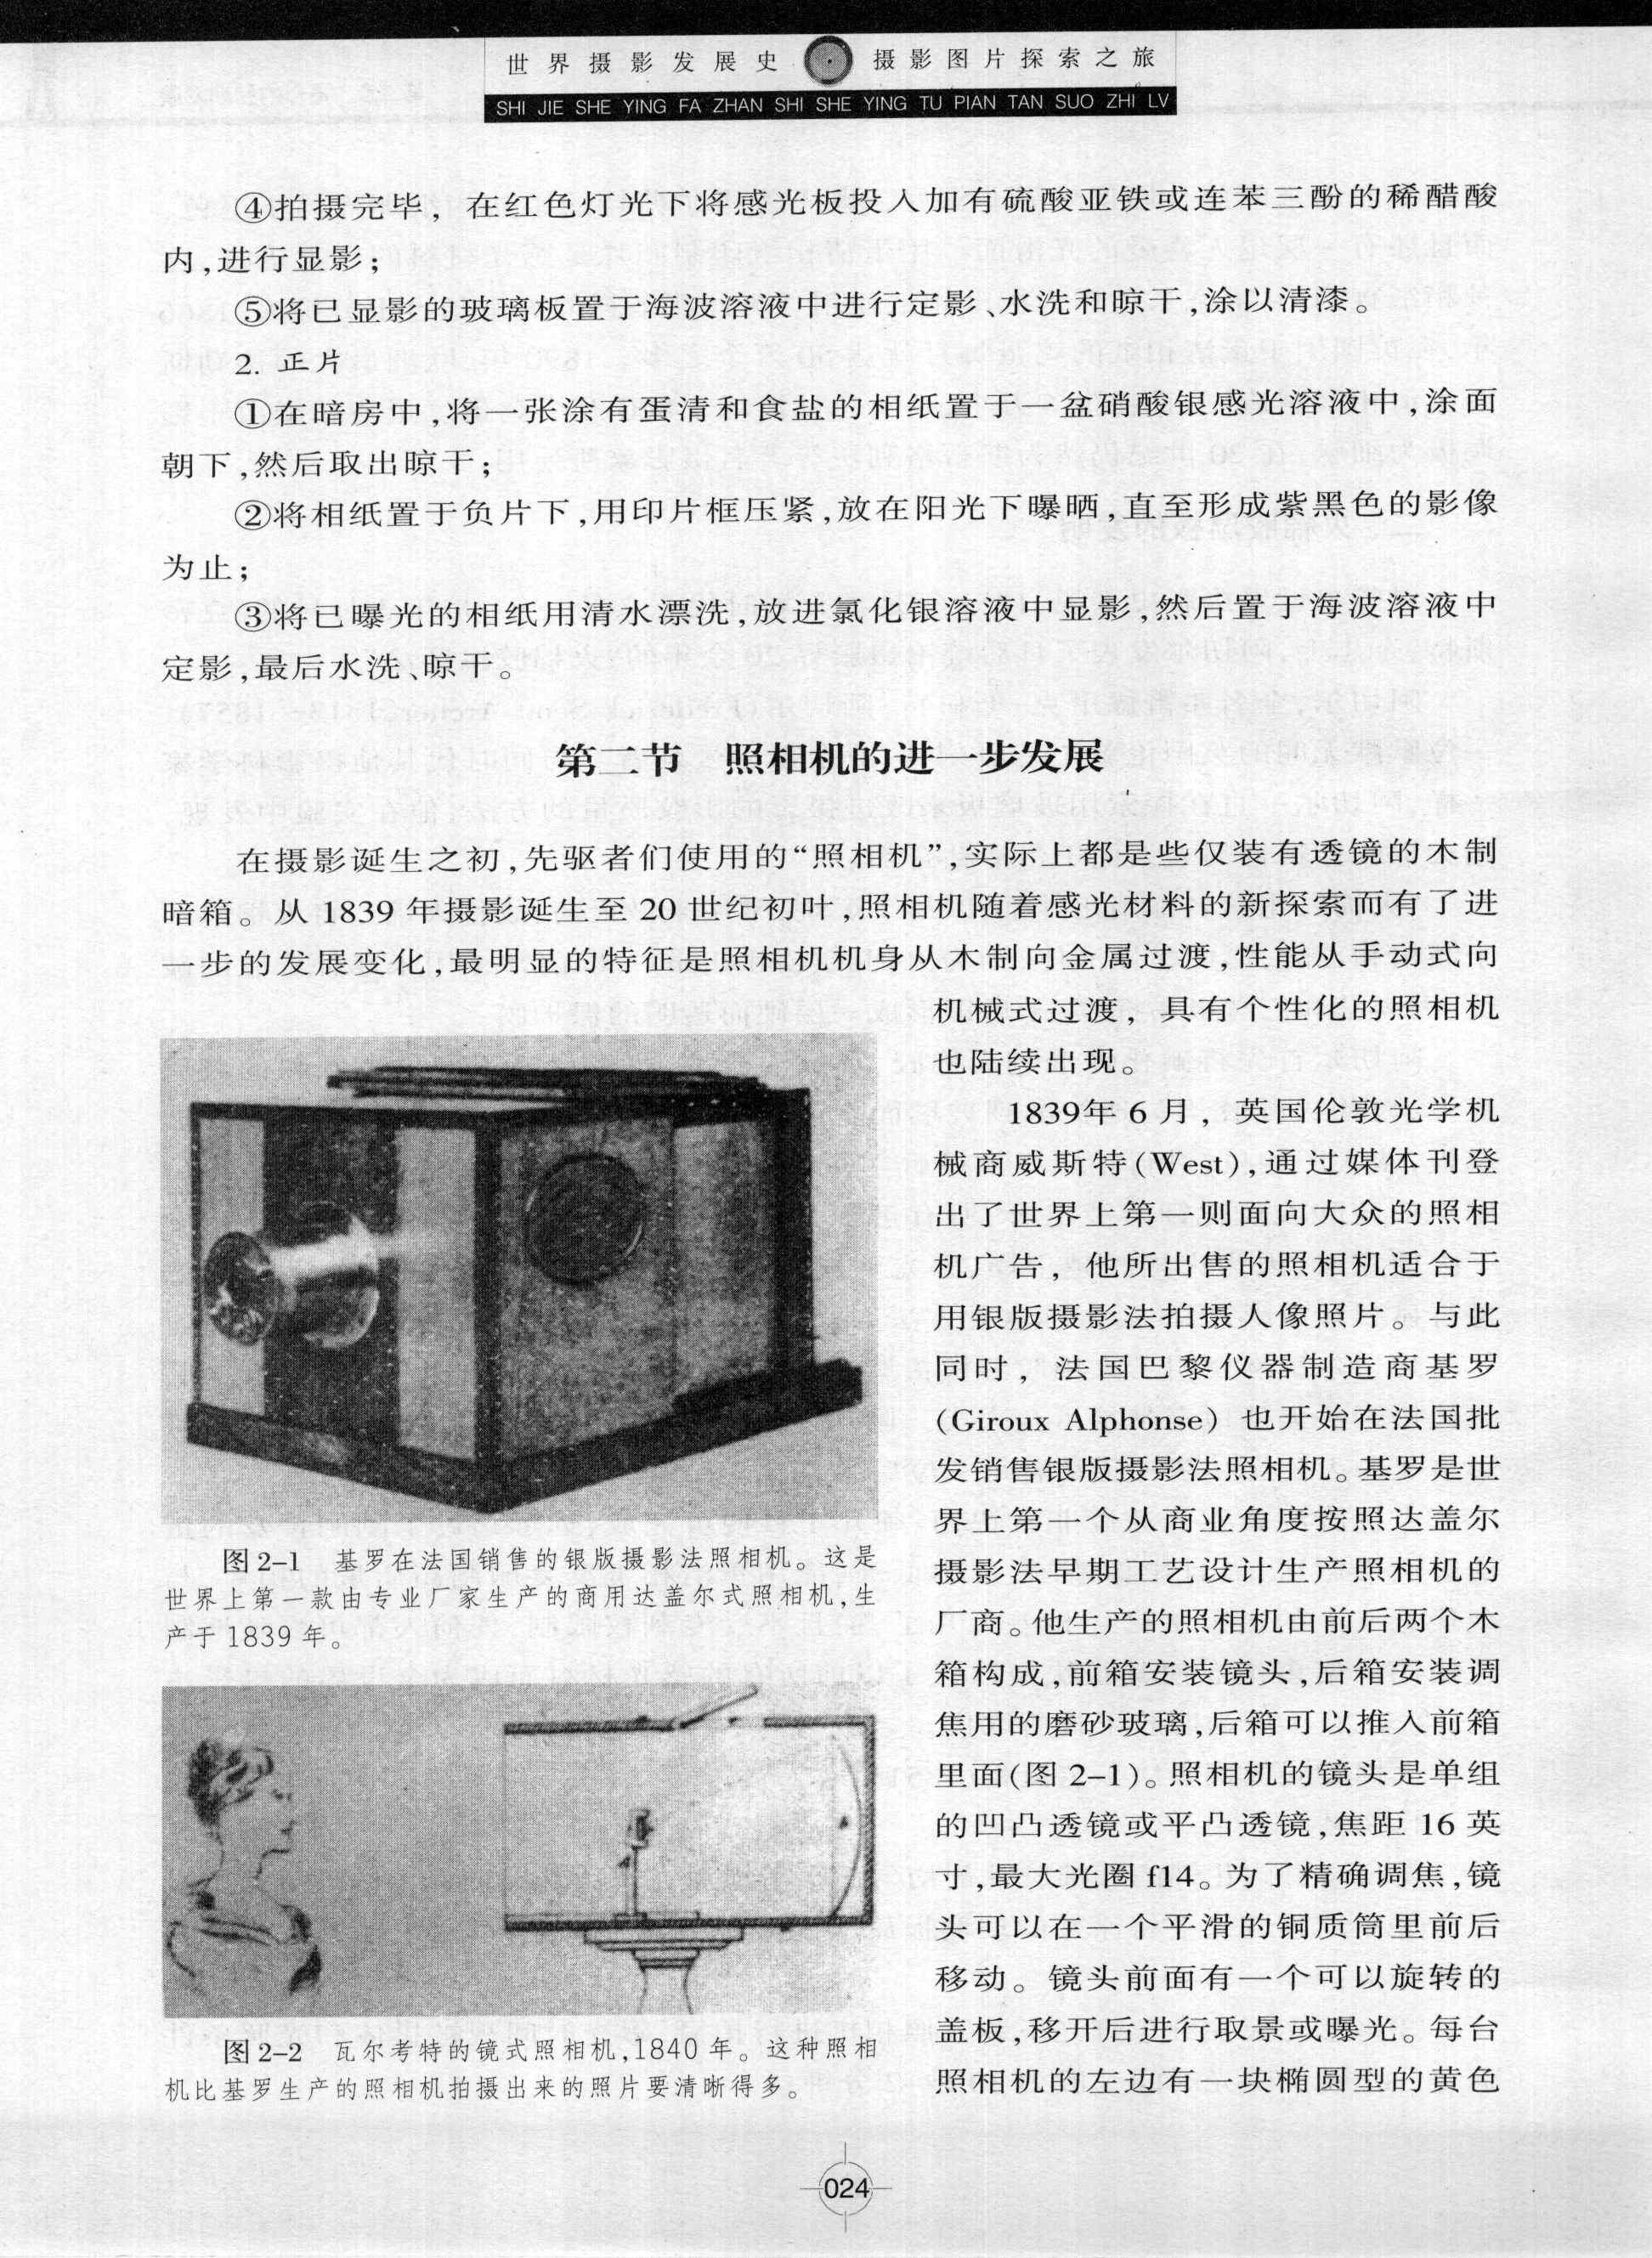 世界摄影发展史 摄影图片探索之旅
SHI JIE SHE YING FA ZHAN SHI SHE YING TU PIAN TAN SUO ZHI LV
④拍摄完毕，在红色灯光下将感光板投入加有硫酸亚铁或连苯三酚的稀醋酸
内,进行显影；
⑤将已显影的玻璃板置于海波溶液中进行定影、水洗和晾干,涂以清漆。
2. 正片
①在暗房中,将一张涂有蛋清和食盐的相纸置于一盆硝酸银感光溶液中,涂面
朝下,然后取出晾干；
②将相纸置于负片下,用印片框压紧,放在阳光下曝晒,直至形成紫黑色的影像
为止；
③将已曝光的相纸用清水漂洗,放进氯化银溶液中显影,然后置于海波溶液中
定影,最后水洗、晾干。
第二节 照相机的进一步发展
在摄影诞生之初,先驱者们使用的“照相机”,实际上都是些仅装有透镜的木制
暗箱。从 1839 年摄影诞生至 20 世纪初叶,照相机随着感光材料的新探索而有了进
一步的发展变化,最明显的特征是照相机机身从木制向金属过渡,性能从手动式向
机械式过渡，具有个性化的照相机
也陆续出现。
1839年 6 月，英国伦敦光学机
械商威斯特(West),通过媒体刊登
出了世界上第一则面向大众的照相
机广告，他所出售的照相机适合于
用银版摄影法拍摄人像照片。与此
同时，法国巴黎仪器制造商基罗
(Giroux Alphonse) 也开始在法国批
发销售银版摄影法照相机。基罗是世
界上第一个从商业角度按照达盖尔
摄影法早期工艺设计生产照相机的
厂商。他生产的照相机由前后两个木
箱构成,前箱安装镜头,后箱安装调
焦用的磨砂玻璃,后箱可以推入前箱
里面(图 2–1)。照相机的镜头是单组
的凹凸透镜或平凸透镜,焦距 16 英
寸,最大光圈 f14。为了精确调焦,镜
头可以在一个平滑的铜质筒里前后
移动。镜头前面有一个可以旋转的
盖板,移开后进行取景或曝光。每台
照相机的左边有一块椭圆型的黄色
图 2–1 基罗在法国销售的银版摄影法照相机。这是
世界上第一款由专业厂家生产的商用达盖尔式照相机,生
产于 1839 年。
图 2–2 瓦尔考特的镜式照相机,1840 年。这种照相
机比基罗生产的照相机拍摄出来的照片要清晰得多。
024